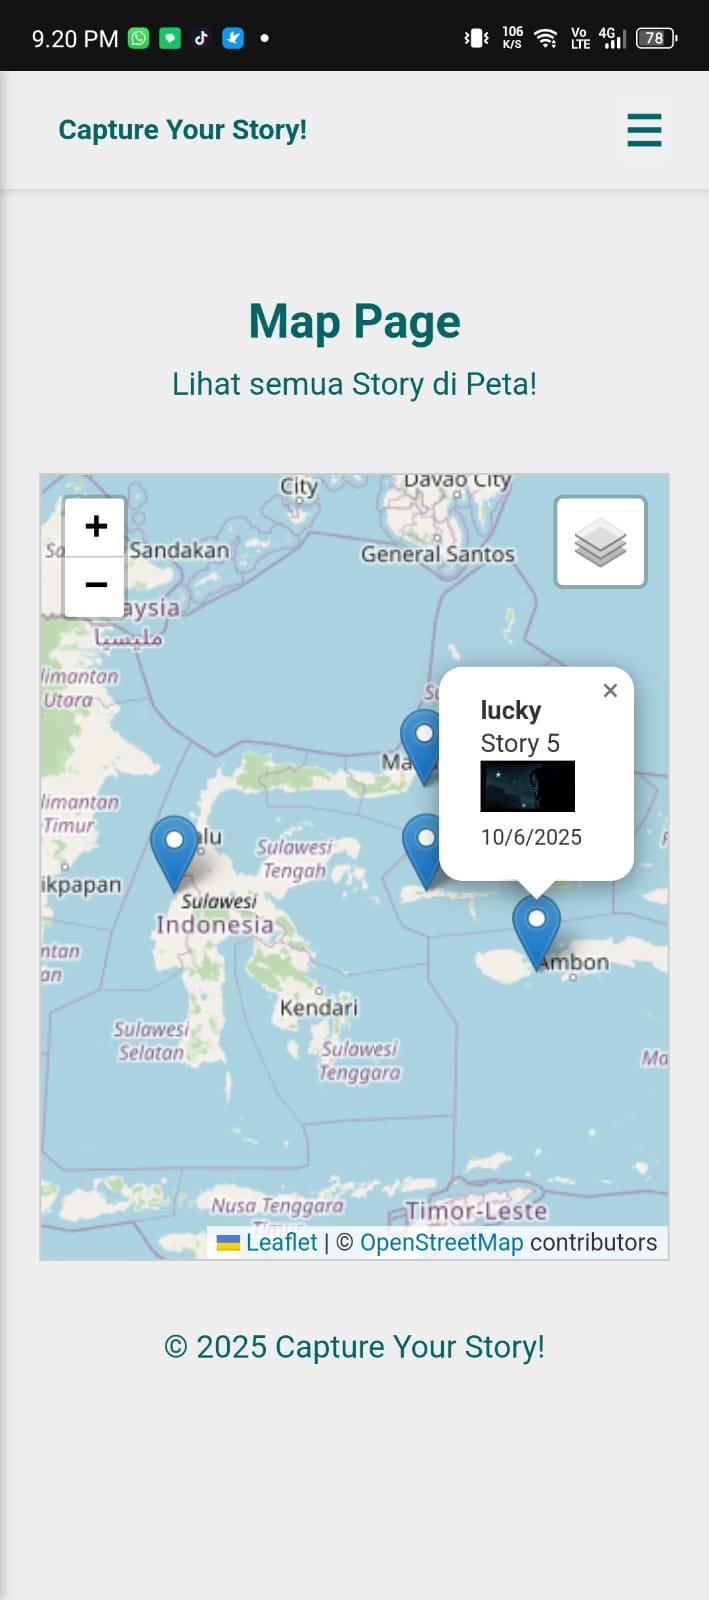 9.20 PM
106
K/S
Vo
LTE
4G
78
Capture Your Story!
Map Page
Lihat semua Story di Peta!
City
Davao City
+
Sandakan
General Santos
−
aysia
مليسيا
limantan
Utara
×
lucky
Story 5
Ma
limantan
Timur
alu
Sulawesi
Tengah
10/6/2025
ikpapan
Sulawesi
Indonesia
ntan
an
Ambon
Kendari
Sulawesi
Selatan
Sulawesi
Tenggara
Ma
Nusa Tenggara
Timur
Timor-Leste
Leaflet | © OpenStreetMap contributors
© 2025 Capture Your Story!